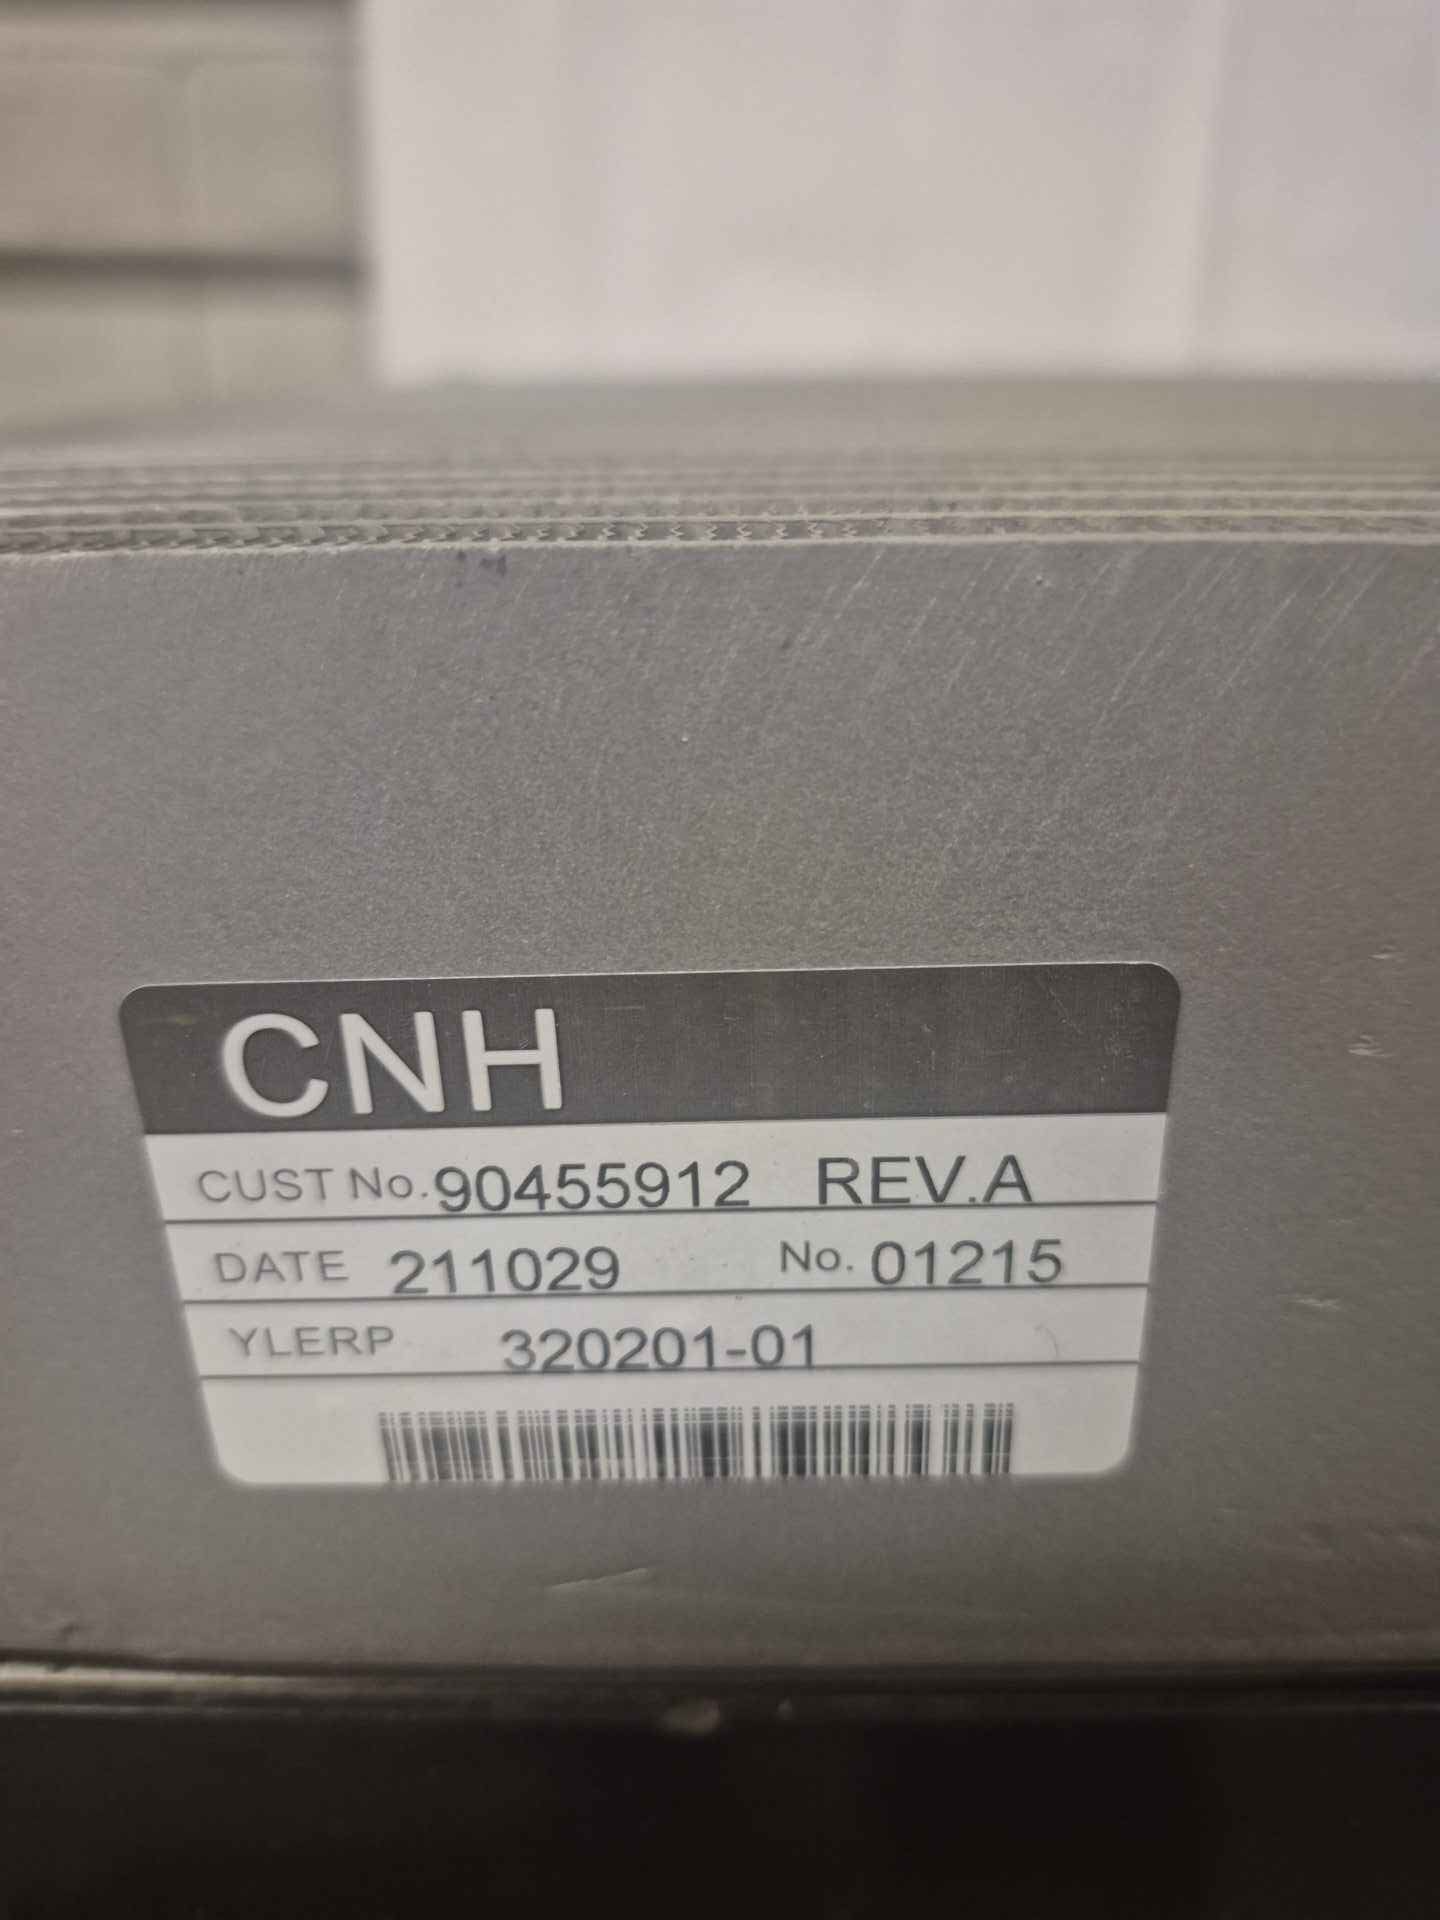 CNH
CUST No.90455912 REV.A
DATE 211029 No. 01215
YLERP 320201-01